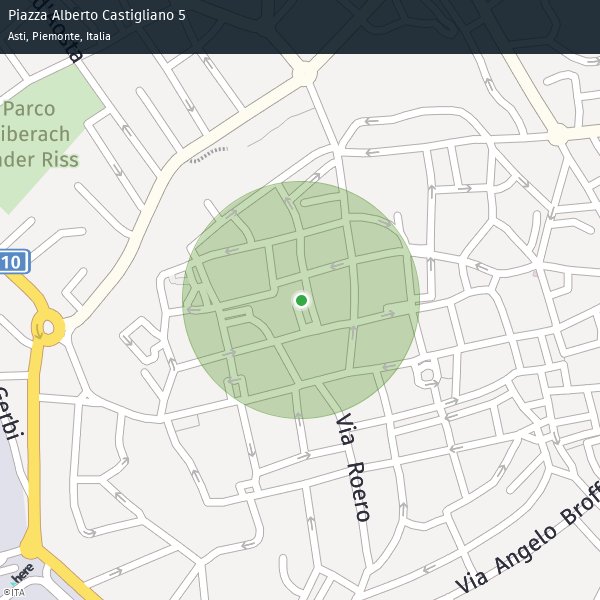 Piazza Alberto Castigliano 5
Asti, Piemonte, Italia
Parco
iberach
der Riss
10
Gerbi
Via Roero
Via Angelo Broff
here
©ITA